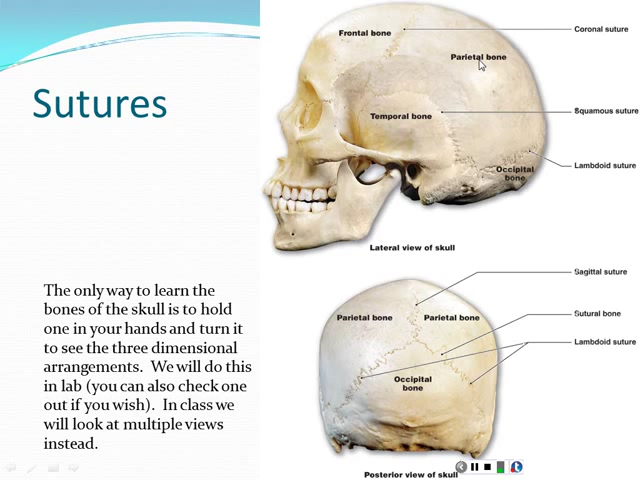 Sutures
The only way to learn the
bones of the skull is to hold
one in your hands and turn it
to see the three dimensional
arrangements. We will do this
in lab (you can also check one
out if you wish). In class we
will look at multiple views
instead.
Frontal bone
Coronal suture
Parietal bone
Temporal bone
Squamous suture
Lambdoid suture
Occipital
bone
Lateral view of skull
Sagittal suture
Parietal bone
Parietal bone
Sutural bone
Lambdoid suture
Occipital
bone
Posterior view of skull